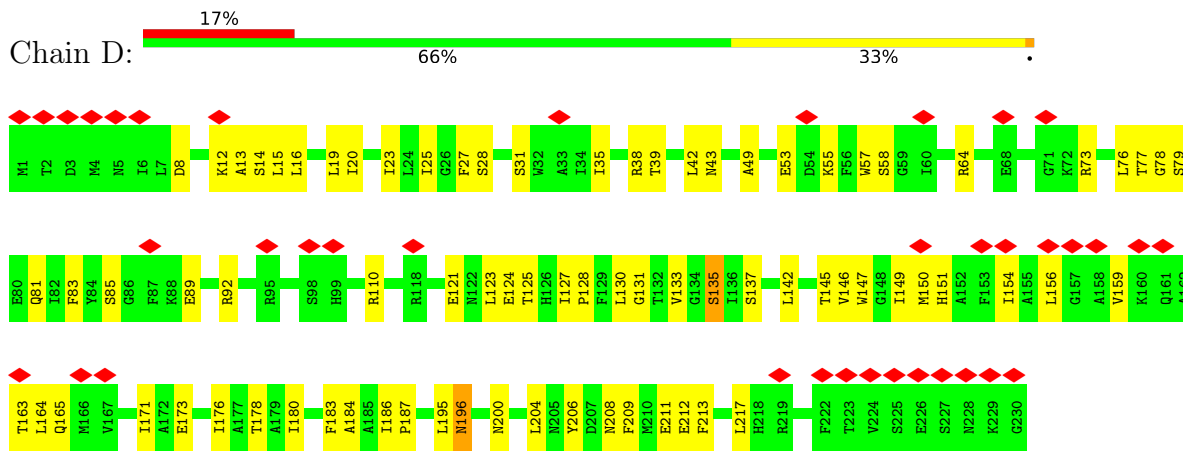 17%
Chain D:
66% 33% •
M1 T2 D3 M4 N5 I6 L7 D8 K12 A13 S14 L15 L16 L19 I20 I23 L24 I25 G26 F27 S28 S31 W32 A33 I34 I35 R38 T39 L42 N43 A49 E53 D54 K55 F56 W57 S58 G59 I60 R64 E68 G71 K72 R73 L76 T77 G78 S79
E80 Q81 I82 F83 Y84 S85 G86 F87 K88 E89 R92 R95 S98 H99 R110 R118 E121 N122 L123 E124 T125 H126 I127 P128 F129 L130 G131 T132 V133 G134 S135 I136 S137 L142 T145 V146 W147 G148 I149 M150 H151 A152 F153 I154 A155 L156 G157 A158 V159 K160 Q161 A162
T163 L164 Q165 M166 V167 I171 A172 E173 I176 A177 T178 A179 I180 F183 A184 A185 I186 P187 L195 N196 N200 L204 N205 Y206 D207 N208 F209 M210 E211 E212 F213 L217 H218 R219 F222 T223 V224 S225 E226 S227 N228 K229 G230